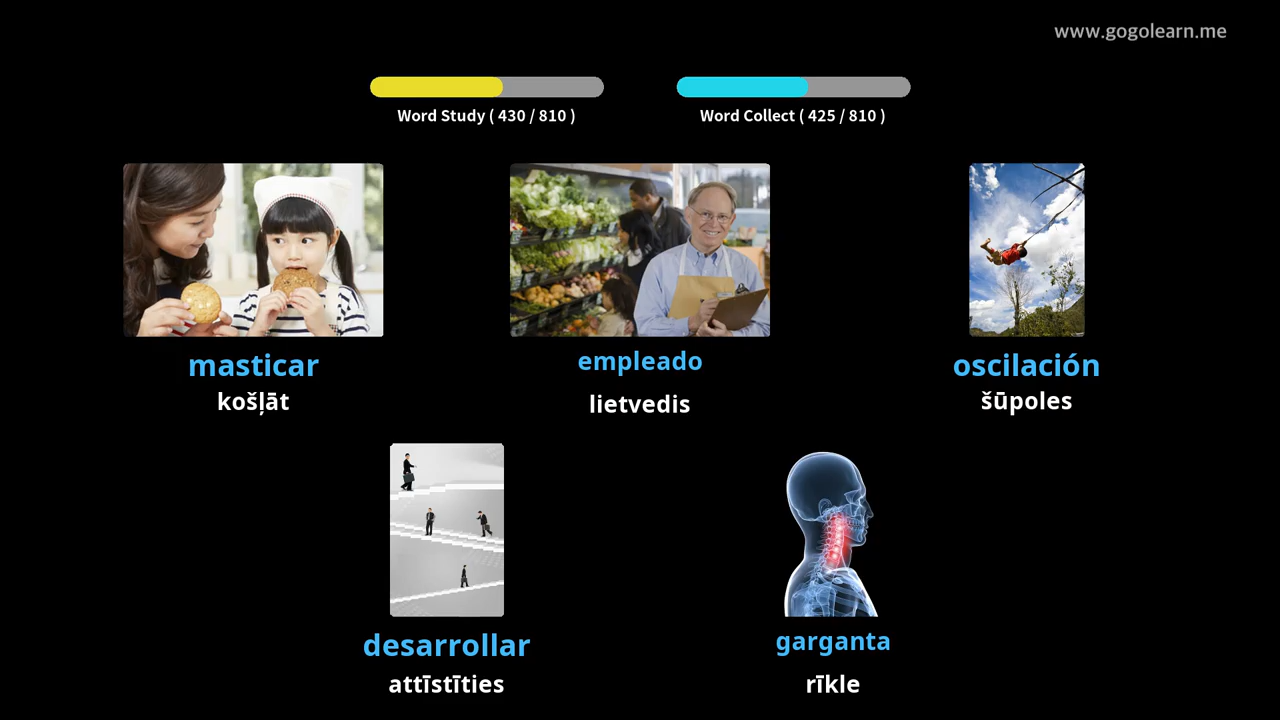 www.gogolearn.me
Word Study ( 430 / 810 )
Word Collect ( 425 / 810 )
masticar
košļāt
empleado
lietvedis
oscilación
šūpoles
desarrollar
attīstīties
garganta
rīkle